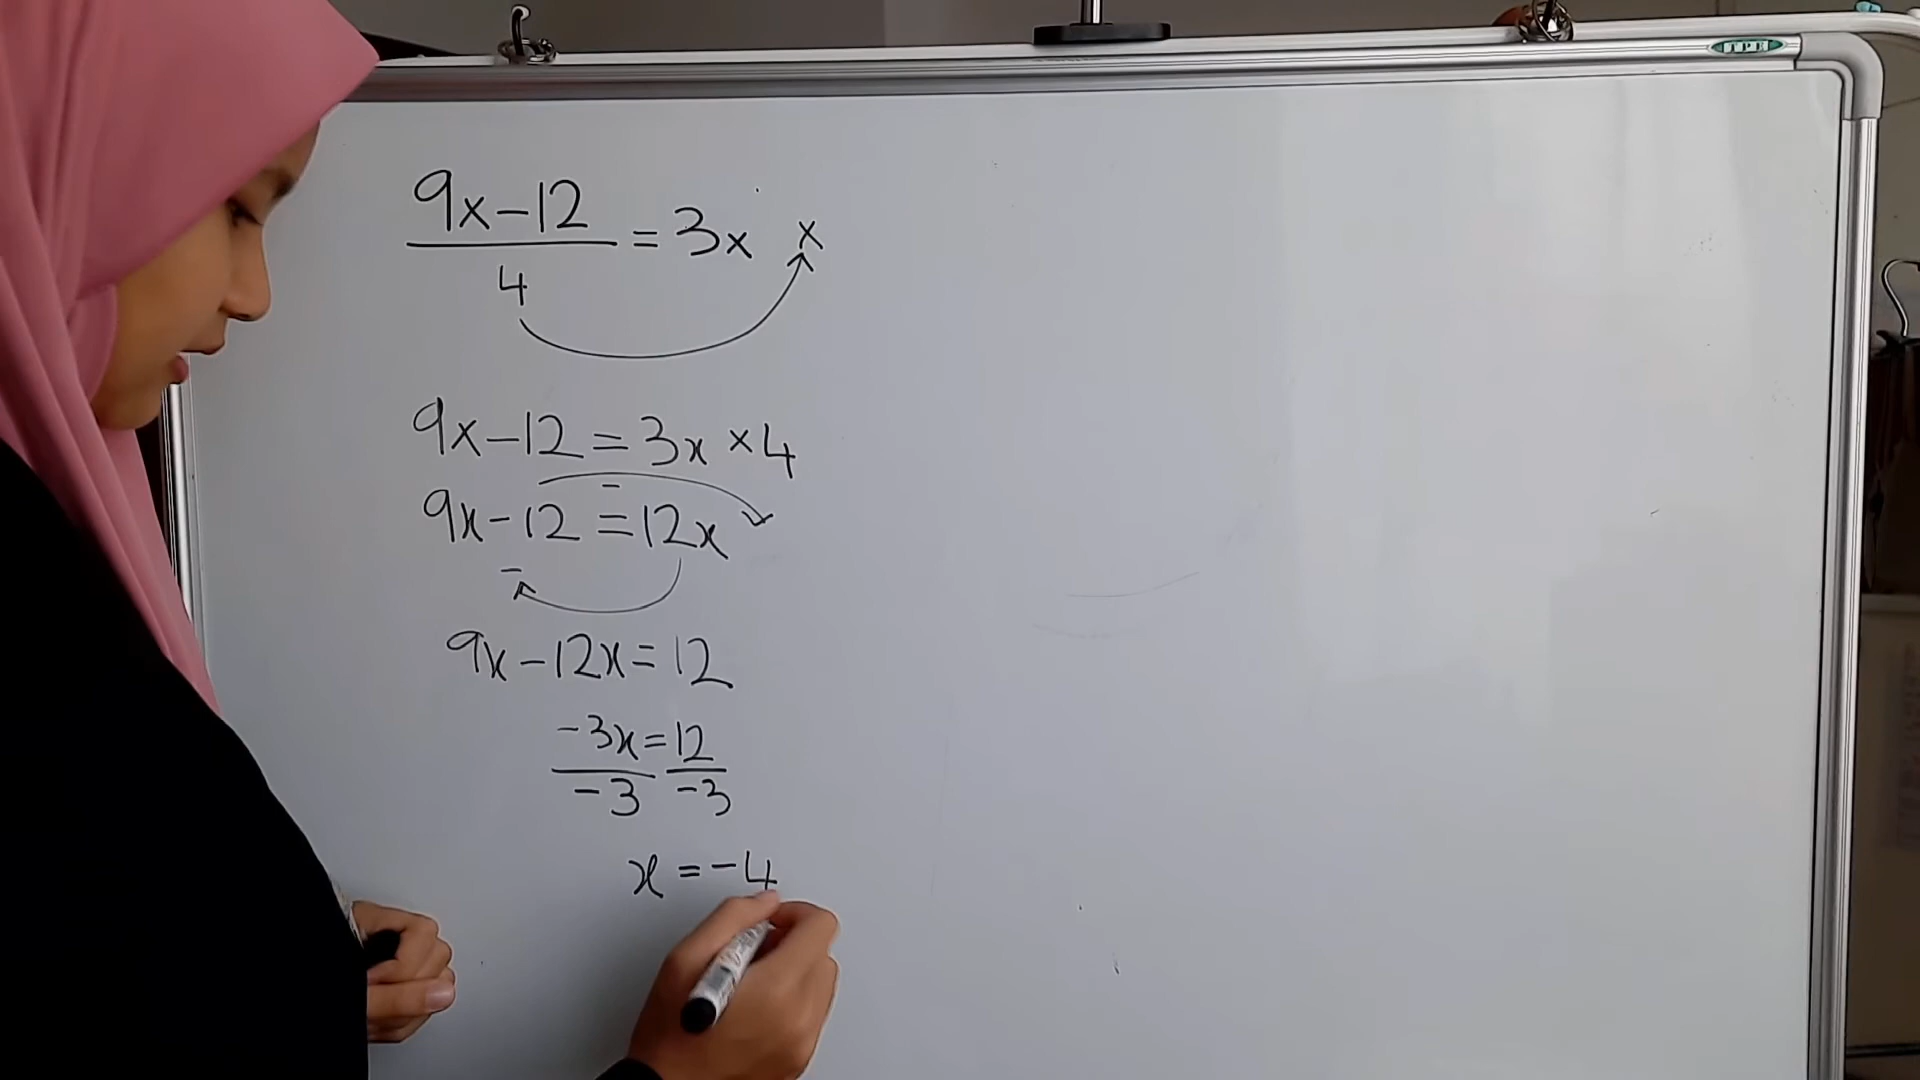 TPE
9x-12
= 3x x
4
9x-12 = 3x × 4
-
9x-12 = 12x
-
9x-12x = 12
-3x = 12
-3 -3
x = -4